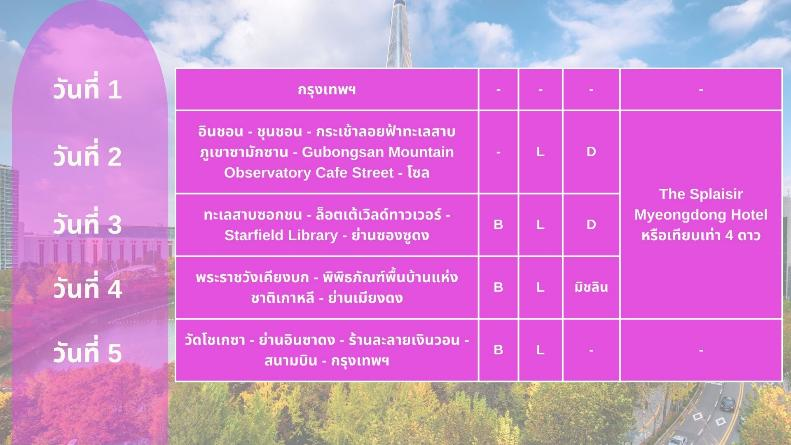 วันที่ 1
กรุงเทพฯ
-
-
-
-
วันที่ 2
อินชอน - ชุนชอน - กระเช้าลอยฟ้าทะเลสาบ
ภูเขาซามักซาน - Gubongsan Mountain
Observatory Cafe Street - โซล
-
L
D
The Splaisir
Myeongdong Hotel
หรือเทียบเท่า 4 ดาว
วันที่ 3
ทะเลสาบซอกชน - ล็อตเต้เวิลด์ทาวเวอร์ -
Starfield Library - ย่านซองซูดง
B
L
D
วันที่ 4
พระราชวังเคียงบก - พิพิธภัณฑ์พื้นบ้านแห่ง
ชาติเกาหลี - ย่านเมียงดง
B
L
มิชลิน
วันที่ 5
วัดโชเกซา - ย่านอินซาดง - ร้านละลายเงินวอน -
สนามบิน - กรุงเทพฯ
B
L
-
-